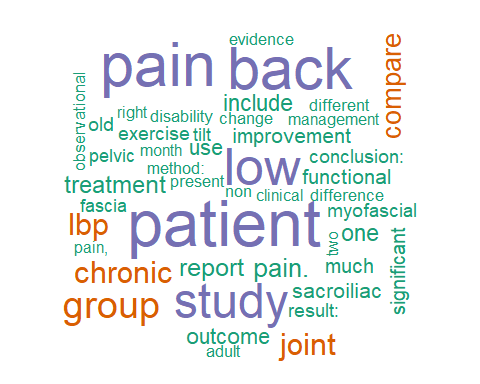 evidence
pain back
compare
observational
include different
right disability change management
old exercise tilt use improvement
pelvic month low conclusion:
method: functional
treatment present non clinical difference
fascia patient myofascial
lbp two one
pain,
chronic report pain. much significant
group study sacroiliac
result:
outcome joint
adult